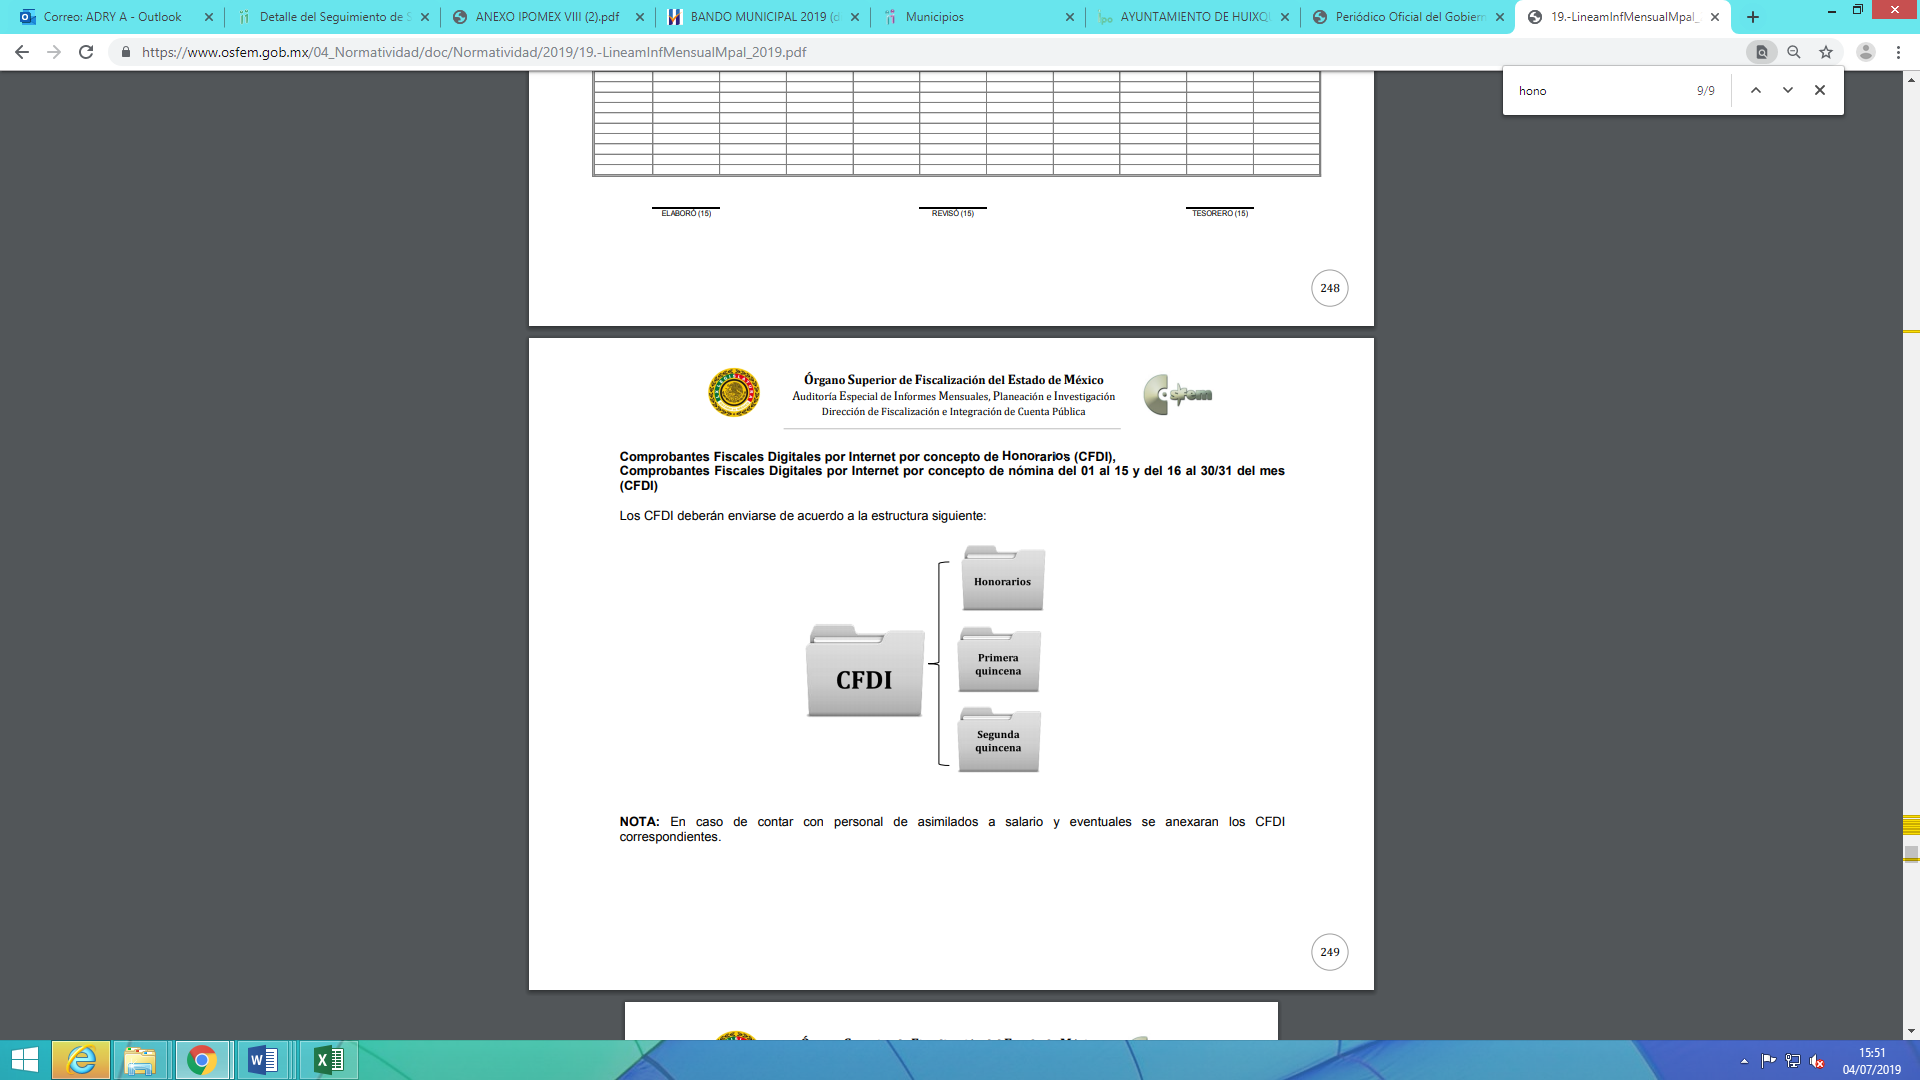 Correo: ADRY A - Outlook
Detalle del Seguimiento de S
ANEXO IPOMEX VIII (2).pdf
BANDO MUNICIPAL 2019 (d
Municipios
AYUNTAMIENTO DE HUIXQ
Periódico Oficial del Gobiern
19.-LineamInfMensualMpal_
https://www.osfem.gob.mx/04_Normatividad/doc/Normatividad/2019/19.-LineamInfMensualMpal_2019.pdf
hono 9/9
ELABORÓ (15) REVISÓ (15) TESORERO (15)
248
Órgano Superior de Fiscalización del Estado de México
Auditoría Especial de Informes Mensuales, Planeación e Investigación
Dirección de Fiscalización e Integración de Cuenta Pública
osfem
Comprobantes Fiscales Digitales por Internet por concepto de Honorarios (CFDI),
Comprobantes Fiscales Digitales por Internet por concepto de nómina del 01 al 15 y del 16 al 30/31 del mes
(CFDI)
Los CFDI deberán enviarse de acuerdo a la estructura siguiente:
Honorarios
CFDI
Primera
quincena
Segunda
quincena
NOTA: En caso de contar con personal de asimilados a salario y eventuales se anexaran los CFDI
correspondientes.
249
15:51
04/07/2019